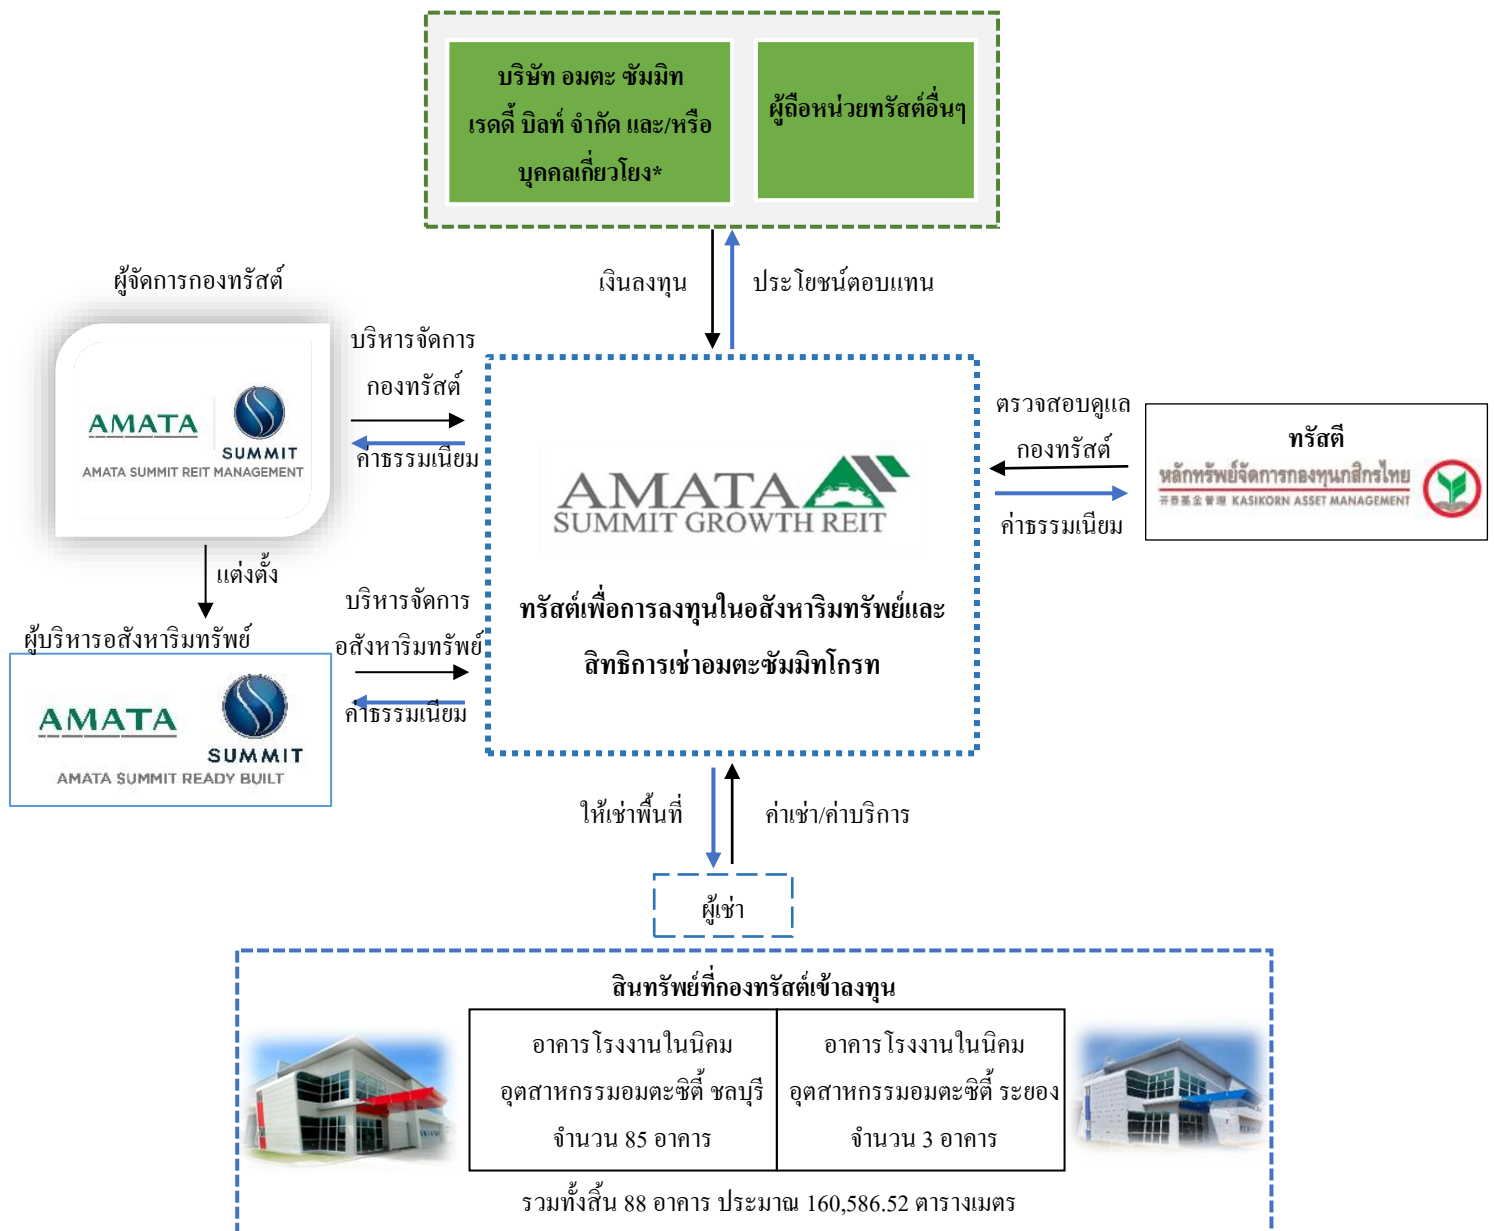 บริษัท อมตะ ซัมมิท
เรดดี้ บิลท์ จำกัด และ/หรือ
บุคคลเกี่ยวโยง*
ผู้ถือหน่วยทรัสต์อื่นๆ
เงินลงทุน
ประโยชน์ตอบแทน
ผู้จัดการกองทรัสต์
AMATA
SUMMIT
AMATA SUMMIT REIT MANAGEMENT
บริหารจัดการ
กองทรัสต์
ค่าธรรมเนียม
AMATA
SUMMIT GROWTH REIT
ทรัสต์เพื่อการลงทุนในอสังหาริมทรัพย์และ
สิทธิการเช่าอมตะซัมมิทโกรท
ตรวจสอบดูแล
กองทรัสต์
ค่าธรรมเนียม
ทรัสตี
หลักทรัพย์จัดการกองทุนกสิกรไทย
开泰基金管理 KASIKORN ASSET MANAGEMENT
แต่งตั้ง
ผู้บริหารอสังหาริมทรัพย์
AMATA
SUMMIT
AMATA SUMMIT READY BUILT
บริหารจัดการ
อสังหาริมทรัพย์
ค่าธรรมเนียม
ให้เช่าพื้นที่
ค่าเช่า/ค่าบริการ
ผู้เช่า
สินทรัพย์ที่กองทรัสต์เข้าลงทุน
อาคารโรงงานในนิคม
อุตสาหกรรมอมตะซิตี้ ชลบุรี
จำนวน 85 อาคาร
อาคารโรงงานในนิคม
อุตสาหกรรมอมตะซิตี้ ระยอง
จำนวน 3 อาคาร
รวมทั้งสิ้น 88 อาคาร ประมาณ 160,586.52 ตารางเมตร